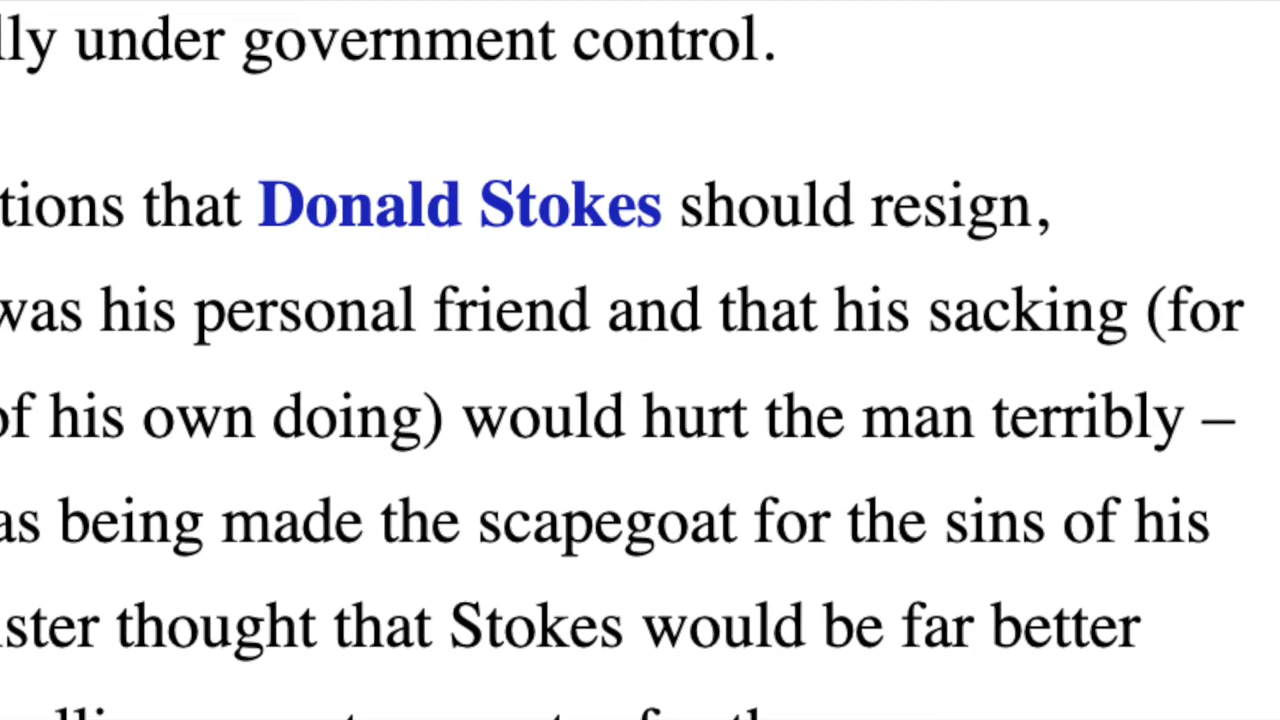 lly under government control.
tions that Donald Stokes should resign,
was his personal friend and that his sacking (for
of his own doing) would hurt the man terribly –
as being made the scapegoat for the sins of his
ister thought that Stokes would be far better